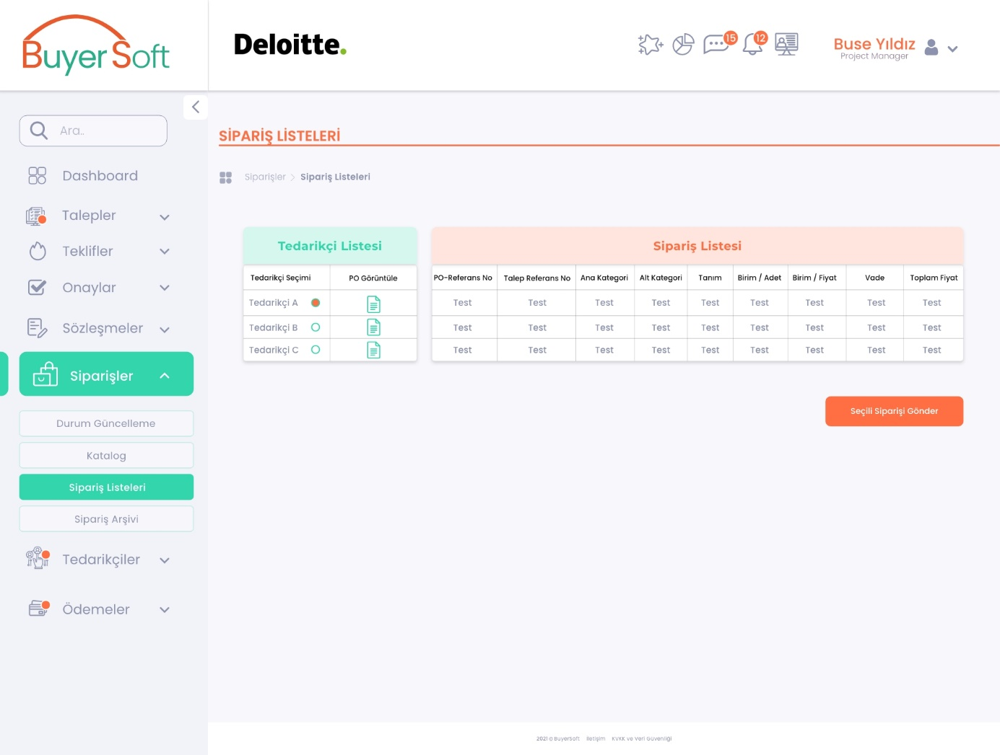 Buyer Soft
Deloitte.
15
12
Buse Yıldız
Project Manager
Ara..
Dashboard
Talepler
Teklifler
Onaylar
Sözleşmeler
Siparişler
Durum Güncelleme
Katalog
Sipariş Listeleri
Sipariş Arşivi
Tedarikçiler
Ödemeler
SİPARİŞ LİSTELERİ
Siparişler > Sipariş Listeleri
Tedarikçi Listesi
Tedarikçi Seçimi PO Görüntüle
Tedarikçi A
Tedarikçi B
Tedarikçi C
Sipariş Listesi
PO-Referans No Talep Referans No Ana Kategori Alt Kategori Tanım Birim / Adet Birim / Fiyat Vade Toplam Fiyat
Test Test Test Test Test Test Test Test Test
Test Test Test Test Test Test Test Test Test
Test Test Test Test Test Test Test Test Test
Seçili Siparişi Gönder
2021 © BuyerSoft İletişim KVKK ve Veri Güvenliği